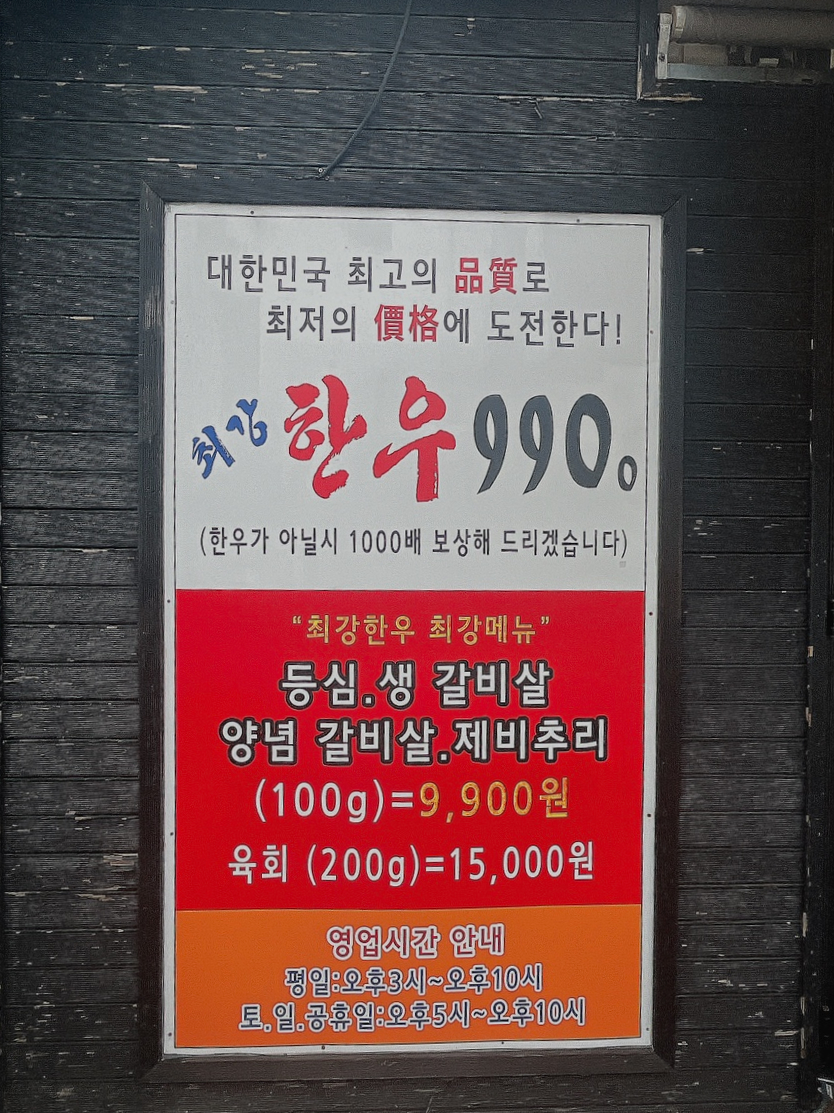 대한민국 최고의 品質로
최저의 價格에 도전한다!
최강 한우 9900
(한우가 아닐시 1000배 보상해 드리겠습니다)
“최강한우 최강메뉴”
등심.생 갈비살
양념 갈비살.제비추리
(100g)=9,900원
육회 (200g)=15,000원
영업시간 안내
평일:오후3시~오후10시
토.일.공휴일:오후5시~오후10시